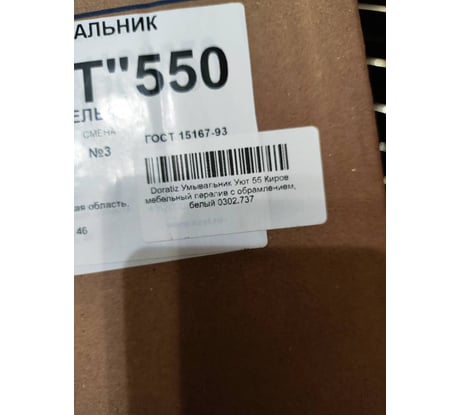 АЛЬНИК
Т"550
ЕЛЬ
СМЕНА
ГОСТ 15167-93
№3
Doratiz Умывальник Уют 55 Киров
мебельный перелив с обрамлением,
белый 0302.737
ая область,
46